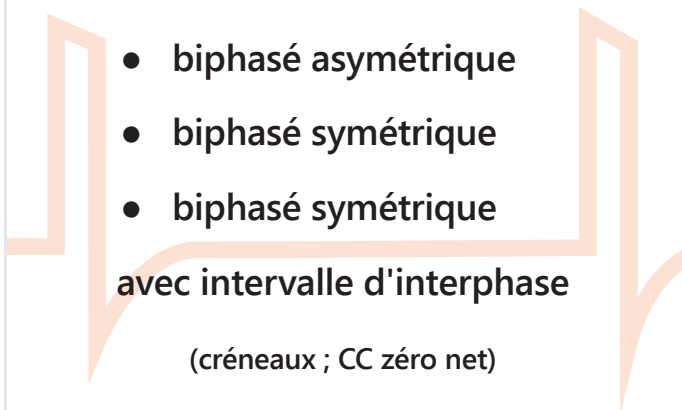 ● biphasé asymétrique
● biphasé symétrique
● biphasé symétrique
avec intervalle d'interphase
(créneaux ; CC zéro net)